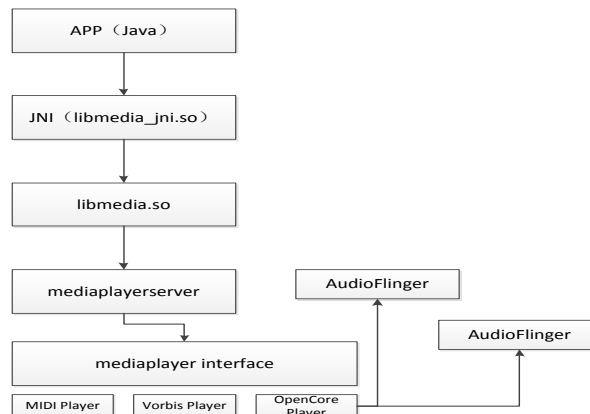 APP（Java）
JNI（libmedia_jni.so）
libmedia.so
mediaplayerserver
AudioFlinger
AudioFlinger
mediaplayer interface
MIDI Player
Vorbis Player
OpenCore
Player